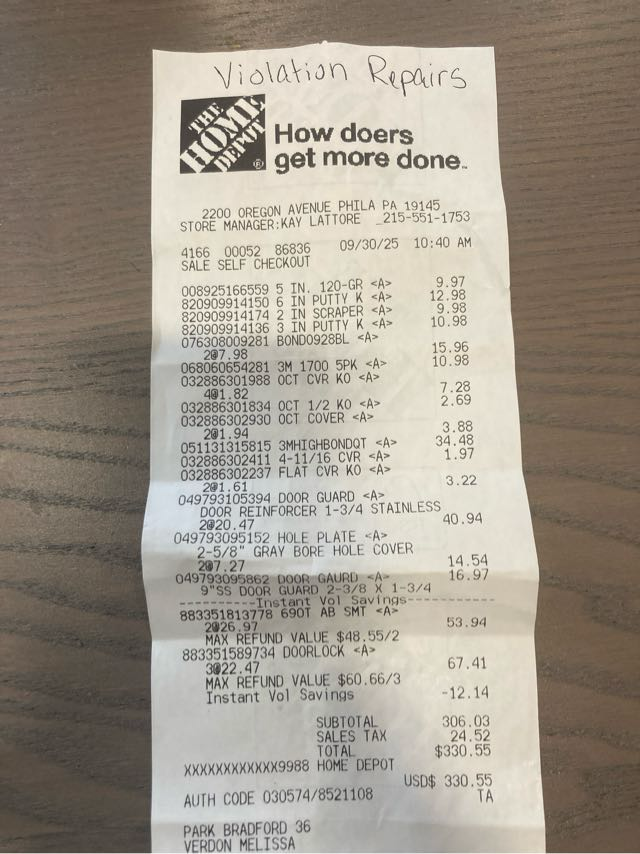 Violation Repairs
THE
HOME
DEPOT
®
How doers
get more done™
2200 OREGON AVENUE PHILA PA 19145
STORE MANAGER:KAY LATTORE _215-551-1753
4166 00052 86836 09/30/25 10:40 AM
SALE SELF CHECKOUT
008925166559 5 IN. 120-GR <A> 9.97
820909914150 6 IN PUTTY K <A> 12.98
820909914174 2 IN SCRAPER <A> 9.98
820909914136 3 IN PUTTY K <A> 10.98
076308009281 BOND0928BL <A>
2@7.98 15.96
068060654281 3M 1700 5PK <A> 10.98
032886301988 OCT CVR KO <A>
4@1.82 7.28
032886301834 OCT 1/2 KO <A> 2.69
032886302930 OCT COVER <A>
2@1.94 3.88
051131315815 3MHIGHBONDQT <A> 34.48
032886302411 4-11/16 CVR <A> 1.97
032886302237 FLAT CVR KO <A>
2@1.61 3.22
049793105394 DOOR GUARD <A>
DOOR REINFORCER 1-3/4 STAINLESS
2@20.47 40.94
049793095152 HOLE PLATE <A>
2-5/8" GRAY BORE HOLE COVER
2@7.27 14.54
049793095862 DOOR GAURD <A> 16.97
9"SS DOOR GUARD 2-3/8 X 1-3/4
----------Instant Vol Savings----------
883351813778 690T AB SMT <A>
2@26.97 53.94
MAX REFUND VALUE $48.55/2
883351589734 DOORLOCK <A>
3@22.47 67.41
MAX REFUND VALUE $60.66/3
Instant Vol Savings -12.14
SUBTOTAL 306.03
SALES TAX 24.52
TOTAL $330.55
XXXXXXXXXXXX9988 HOME DEPOT
USD$ 330.55
AUTH CODE 030574/8521108 TA
PARK BRADFORD 36
VERDON MELISSA